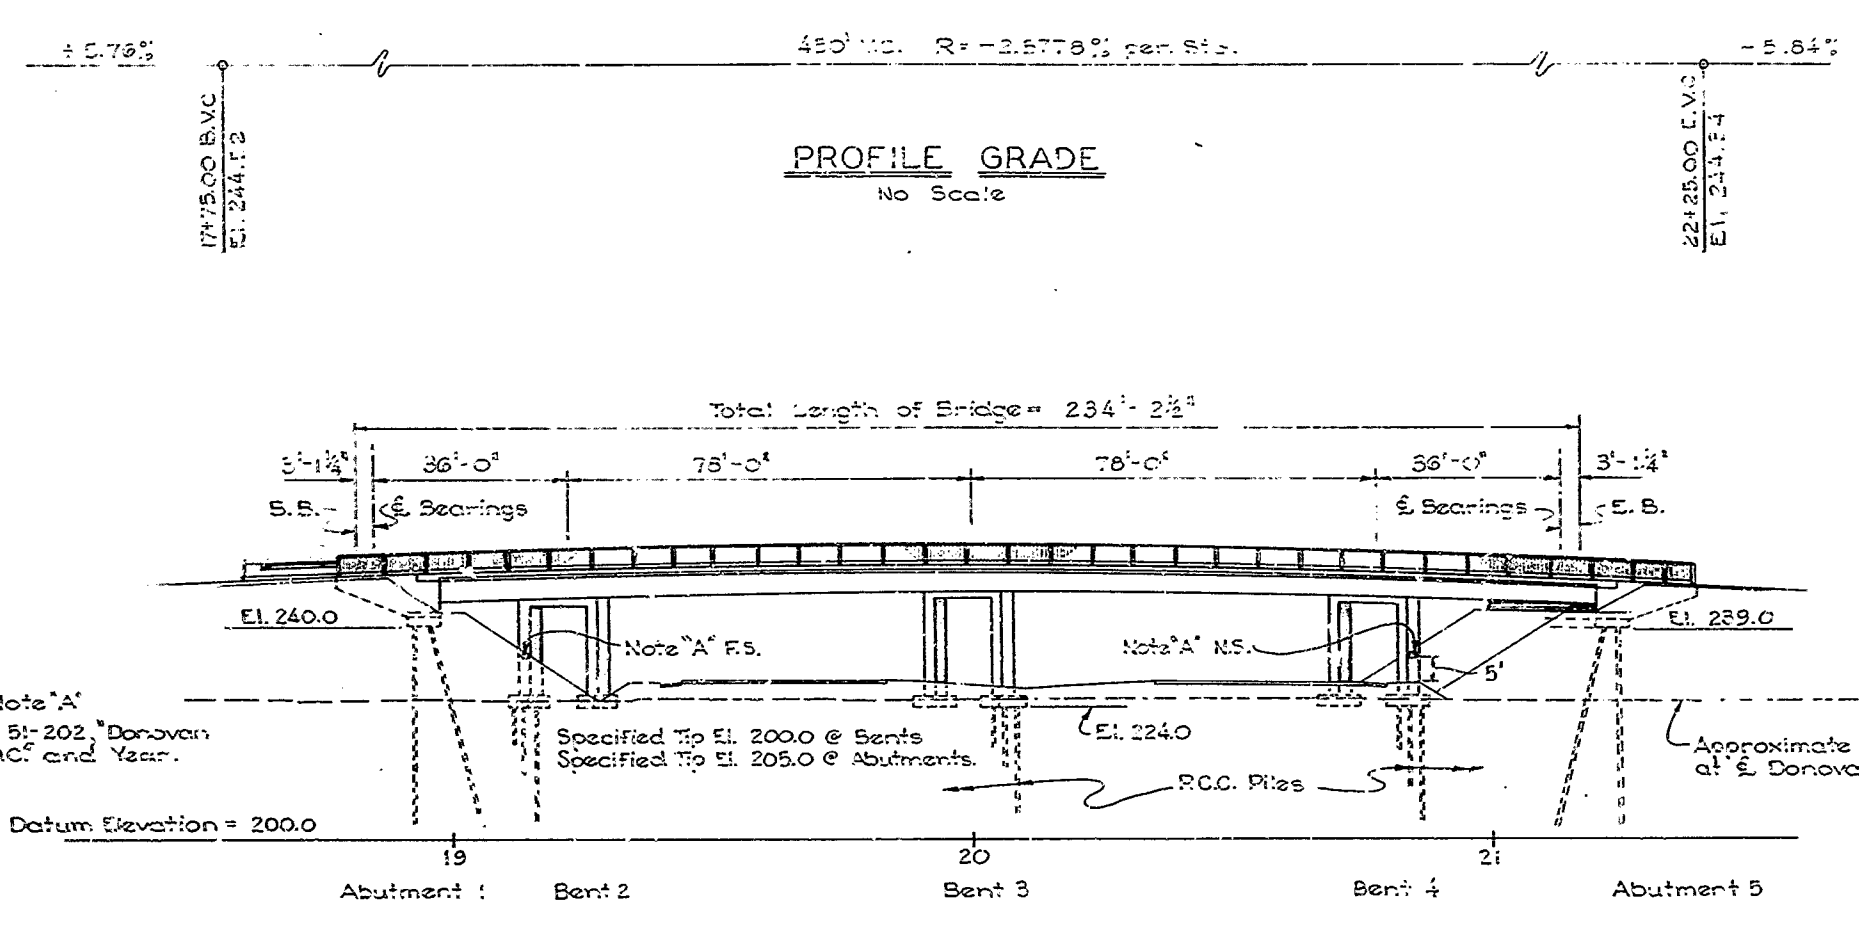 + 5.76%
450' V.C. R= -2.5778% per. Sta.
- 5.84%
17+75.00 B.V.C
El. 244.
22+25.00 E.V.C
El. 244.
PROFILE GRADE
No Scale
Total Length of Bridge = 234'- 2½"
3'-1¼" 36'-0" 78'-0" 78'-0" 36'-0" 3'-1¼"
B.B. ℄ Bearings ℄ Bearings E.B.
El. 240.0 El. 239.0
Note "A" F.S. Note "A" N.S.
5'
Note "A"
51-202, "Donovan
and Year.
Specified Tip El. 200.0 @ Bents
Specified Tip El. 205.0 @ Abutments.
El. 224.0
P.C.C. Piles
Approximate
at ℄ Donova
Datum Elevation = 200.0
19 20 21
Abutment 1 Bent 2 Bent 3 Bent 4 Abutment 5